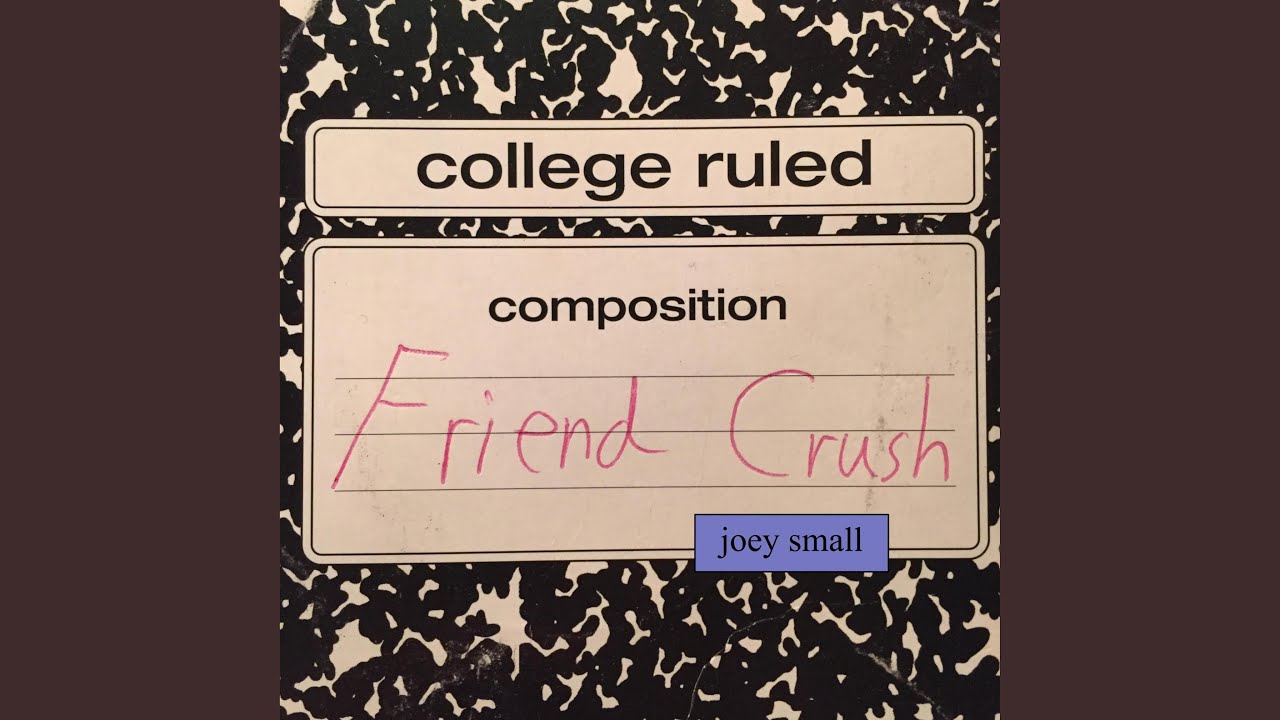 college ruled
composition
Friend Crush
joey small